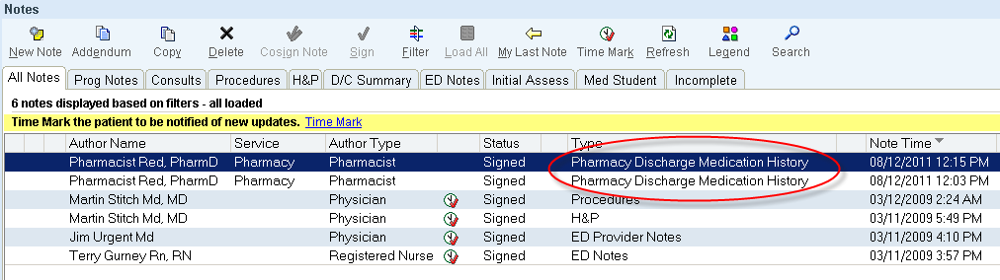 Notes
New Note Addendum Copy Delete Cosign Note Sign Filter Load All My Last Note Time Mark Refresh Legend Search
All Notes Prog Notes Consults Procedures H&P D/C Summary ED Notes Initial Assess Med Student Incomplete
6 notes displayed based on filters - all loaded
Time Mark the patient to be notified of new updates. Time Mark
Author Name Service Author Type Status Type Note Time
Pharmacist Red, PharmD Pharmacy Pharmacist Signed Pharmacy Discharge Medication History 08/12/2011 12:15 PM
Pharmacist Red, PharmD Pharmacy Pharmacist Signed Pharmacy Discharge Medication History 08/12/2011 12:03 PM
Martin Stitch Md, MD Physician Signed Procedures 03/12/2009 2:24 AM
Martin Stitch Md, MD Physician Signed H&P 03/11/2009 5:49 PM
Jim Urgent Md Physician Signed ED Provider Notes 03/11/2009 4:10 PM
Terry Gurney Rn, RN Registered Nurse Signed ED Notes 03/11/2009 3:57 PM